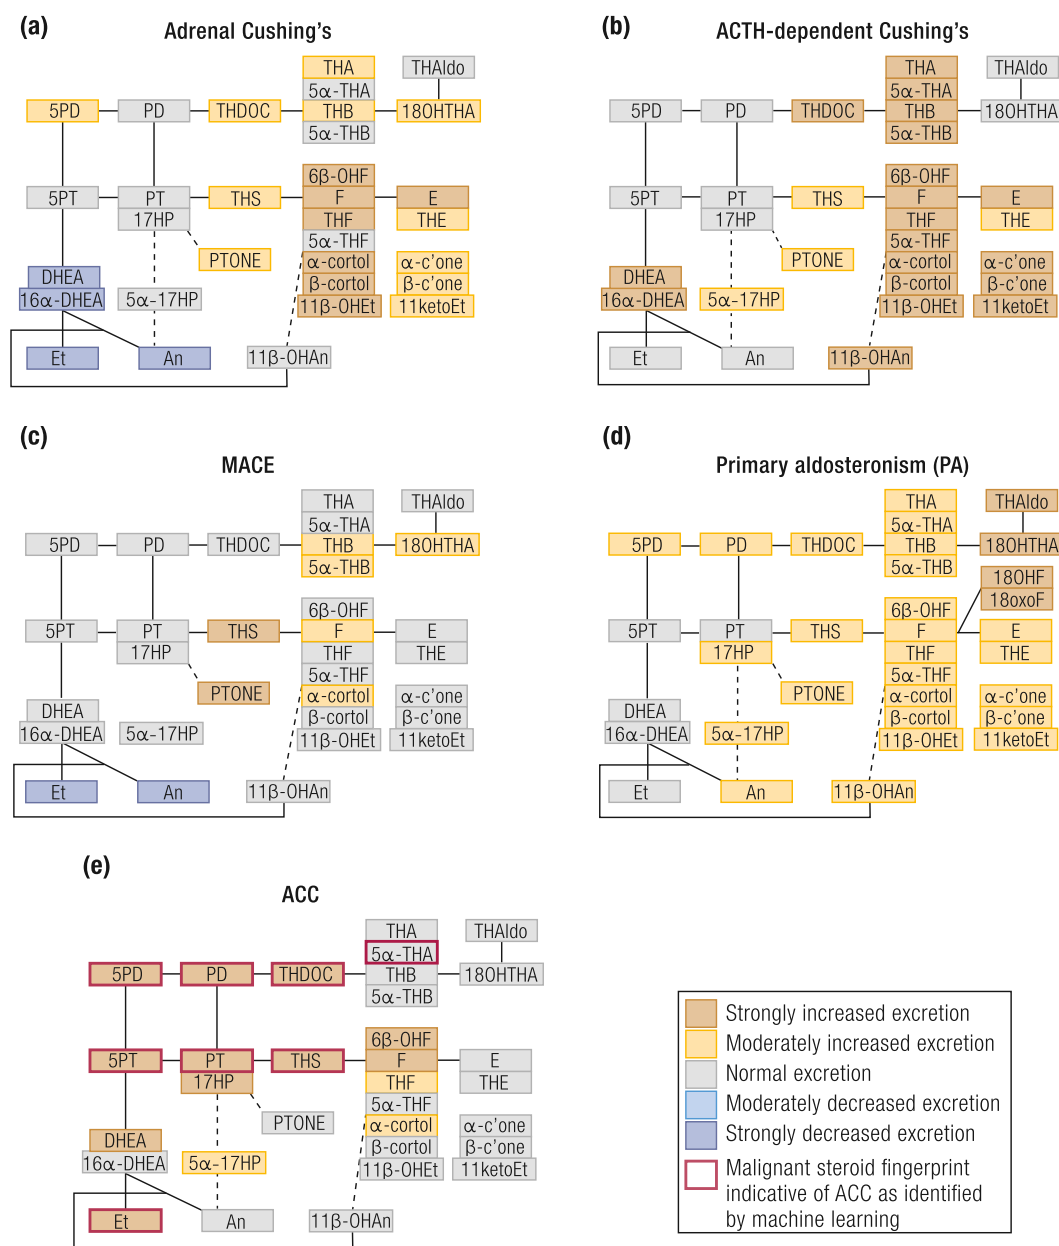 (a)
Adrenal Cushing's
THA
5α-THA
THAldo
5PD
PD
THDOC
THB
18OHTHA
5α-THB
6β-OHF
5PT
PT
THS
F
E
17HP
THF
THE
PTONE
5α-THF
DHEA
α-cortol
α-c'one
16α-DHEA
5α-17HP
β-cortol
β-c'one
11β-OHEt
11ketoEt
Et
An
11β-OHAn
(b)
ACTH-dependent Cushing's
THA
5α-THA
THAldo
5PD
PD
THDOC
THB
18OHTHA
5α-THB
6β-OHF
5PT
PT
THS
F
E
17HP
THF
THE
PTONE
5α-THF
DHEA
α-cortol
α-c'one
16α-DHEA
5α-17HP
β-cortol
β-c'one
11β-OHEt
11ketoEt
Et
An
11β-OHAn
(c)
MACE
THA
5α-THA
THAldo
5PD
PD
THDOC
THB
18OHTHA
5α-THB
6β-OHF
5PT
PT
THS
F
E
17HP
THF
THE
PTONE
5α-THF
DHEA
α-cortol
α-c'one
16α-DHEA
5α-17HP
β-cortol
β-c'one
11β-OHEt
11ketoEt
Et
An
11β-OHAn
(d)
Primary aldosteronism (PA)
THA
5α-THA
THAldo
5PD
PD
THDOC
THB
18OHTHA
5α-THB
18OHF
18oxoF
6β-OHF
5PT
PT
THS
F
E
17HP
THF
THE
PTONE
5α-THF
DHEA
α-cortol
α-c'one
16α-DHEA
5α-17HP
β-cortol
β-c'one
11β-OHEt
11ketoEt
Et
An
11β-OHAn
(e)
ACC
THA
5α-THA
THAldo
5PD
PD
THDOC
THB
18OHTHA
5α-THB
6β-OHF
5PT
PT
THS
F
E
17HP
THF
THE
PTONE
5α-THF
DHEA
α-cortol
α-c'one
16α-DHEA
5α-17HP
β-cortol
β-c'one
11β-OHEt
11ketoEt
Et
An
11β-OHAn
Strongly increased excretion
Moderately increased excretion
Normal excretion
Moderately decreased excretion
Strongly decreased excretion
Malignant steroid fingerprint
indicative of ACC as identified
by machine learning